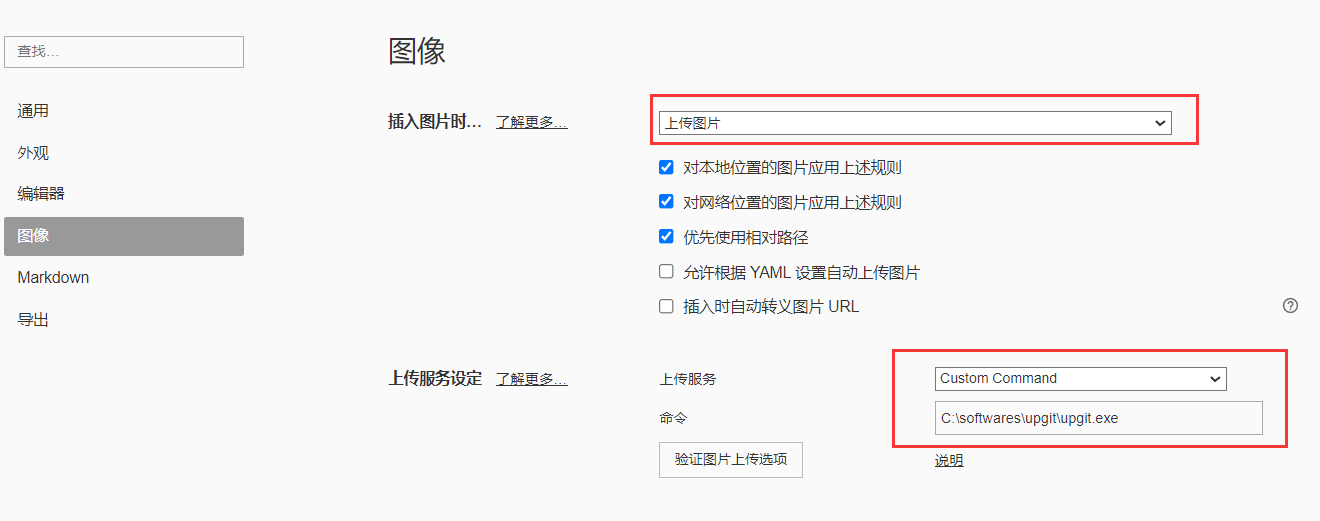 查找...
通用
外观
编辑器
图像
Markdown
导出
图像
插入图片时... 了解更多...
上传图片
对本地位置的图片应用上述规则
对网络位置的图片应用上述规则
优先使用相对路径
允许根据 YAML 设置自动上传图片
插入时自动转义图片 URL
?
上传服务设定 了解更多...
上传服务 Custom Command
命令 C:\softwares\upgit\upgit.exe
验证图片上传选项 说明